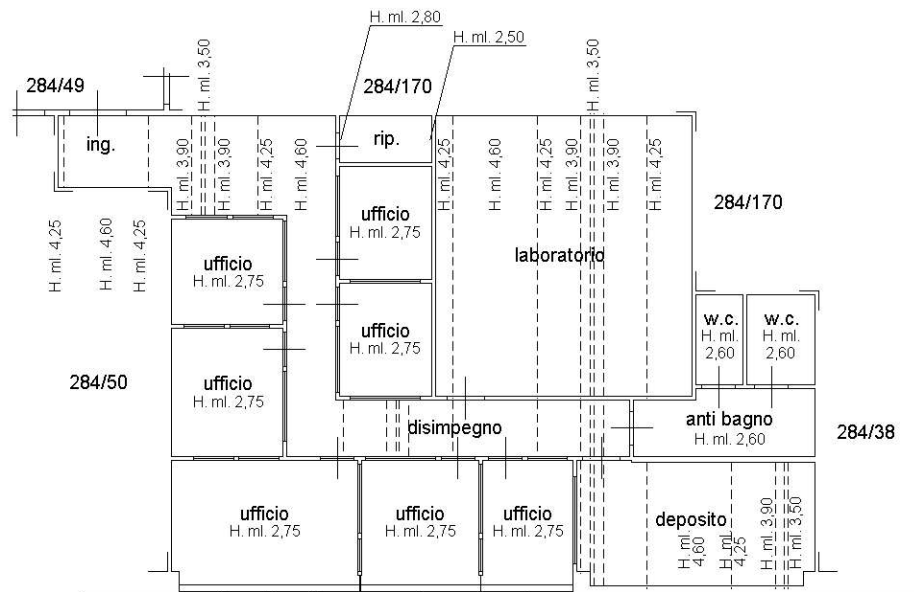 H. ml. 2,80
H. ml. 2,50
H. ml. 3,50
H. ml. 3,50
284/49
284/170
ing.
rip.
H. ml. 3,90
H. ml. 3,90
H. ml. 4,25
H. ml. 4,60
H. ml. 4,25
H. ml. 4,60
H. ml. 4,25
H. ml. 3,90
H. ml. 3,90
H. ml. 4,25
284/170
ufficio
H. ml. 2,75
laboratorio
H. ml. 4,25
H. ml. 4,60
H. ml. 4,25
ufficio
H. ml. 2,75
ufficio
H. ml. 2,75
w.c.
H. ml.
2,60
w.c.
H. ml.
2,60
284/50
ufficio
H. ml. 2,75
disimpegno
anti bagno
H. ml. 2,60
284/38
ufficio
H. ml. 2,75
ufficio
H. ml. 2,75
ufficio
H. ml. 2,75
deposito
H. ml.
4,60
H. ml.
4,25
H. ml. 3,90
H. ml. 3,50